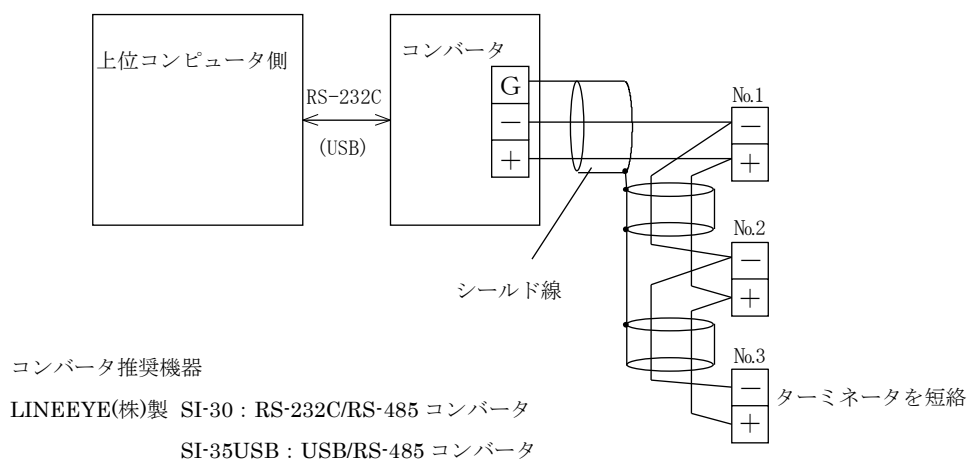 上位コンピュータ側
コンバータ
RS-232C
(USB)
G
－
＋
No.1
－
＋
No.2
－
＋
No.3
－
＋
シールド線
ターミネータを短絡
コンバータ推奨機器
LINEEYE(株)製 SI-30：RS-232C/RS-485 コンバータ
SI-35USB：USB/RS-485 コンバータ